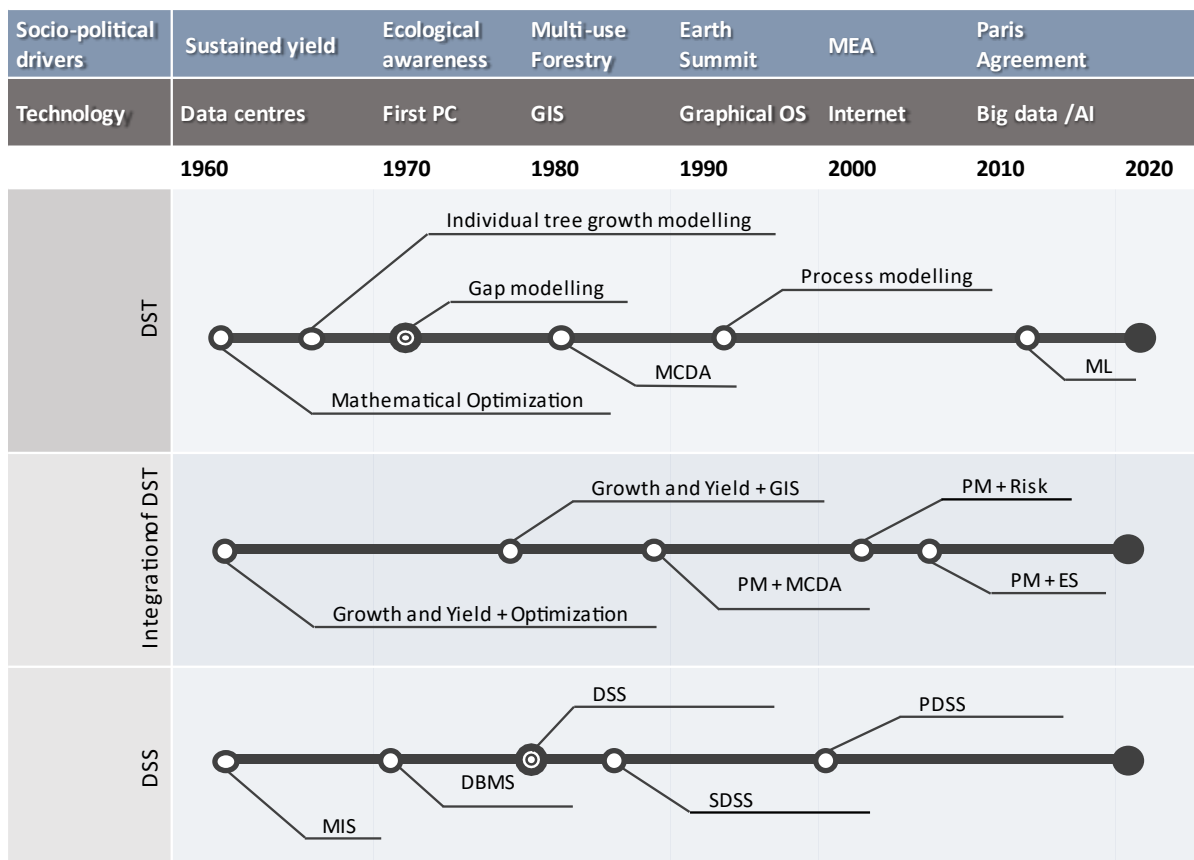 Socio-political drivers
Sustained yield
Ecological awareness
Multi-use Forestry
Earth Summit
MEA
Paris Agreement
Technology
Data centres
First PC
GIS
Graphical OS
Internet
Big data /AI
1960 1970 1980 1990 2000 2010 2020
DST
Individual tree growth modelling
Gap modelling
Process modelling
MCDA
ML
Mathematical Optimization
Integration of DST
Growth and Yield + GIS
PM + Risk
PM + MCDA
PM + ES
Growth and Yield + Optimization
DSS
DSS
PDSS
DBMS
SDSS
MIS